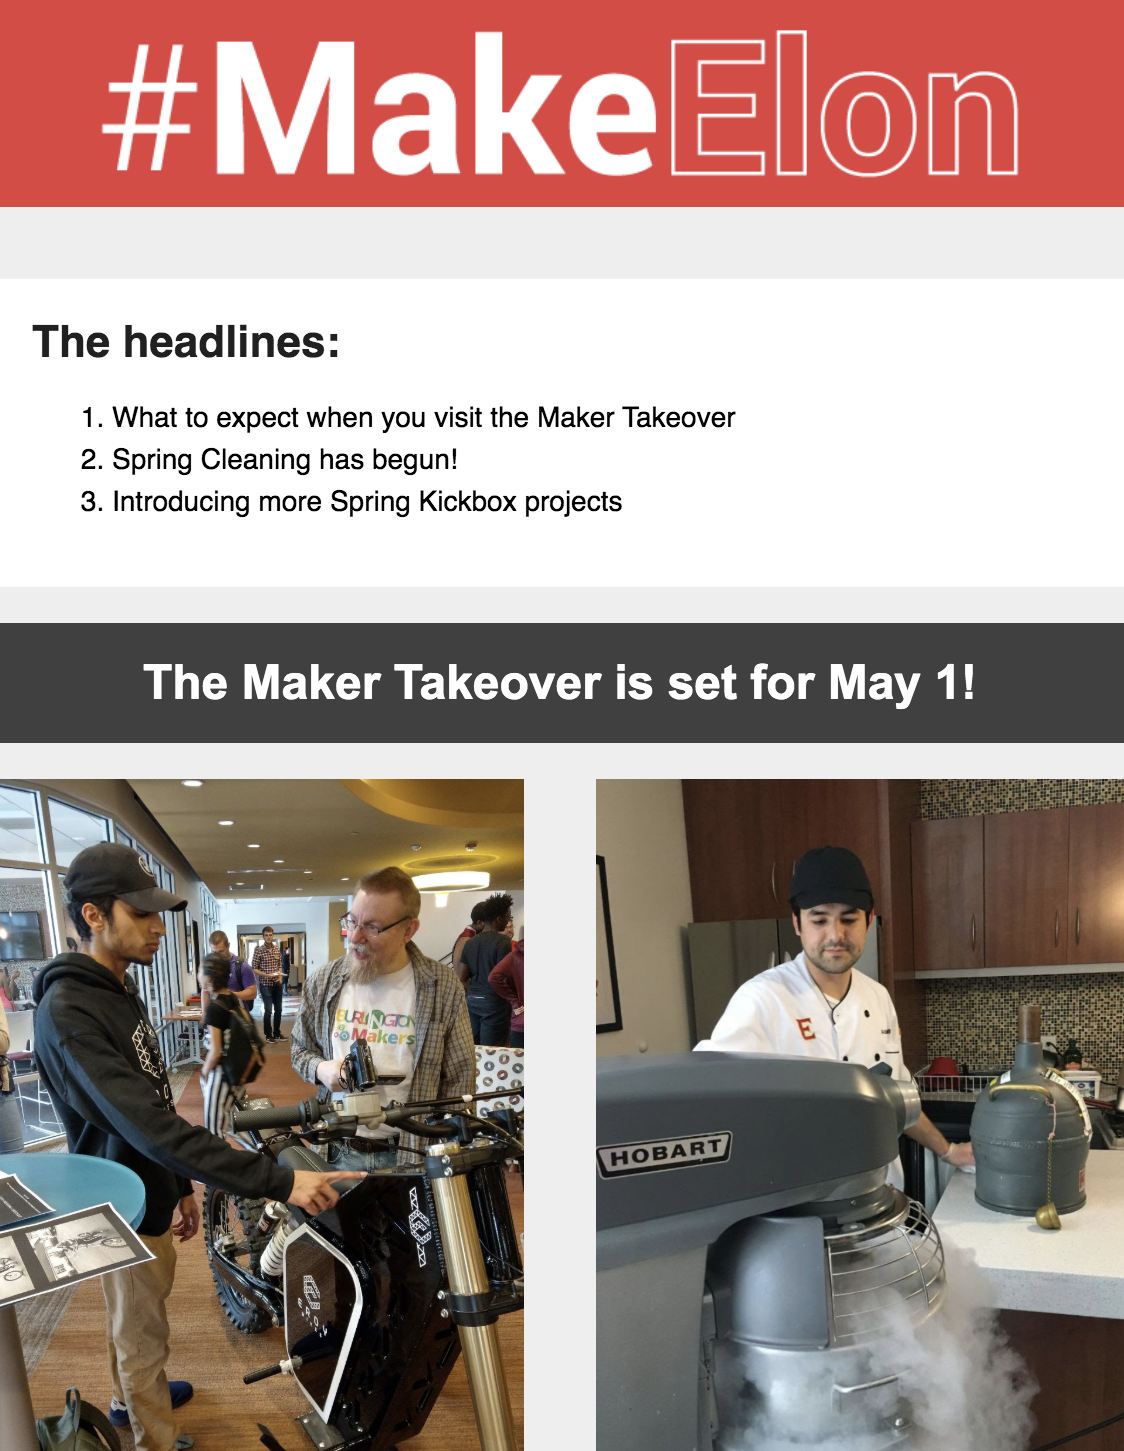 #MakeElon
The headlines:
1. What to expect when you visit the Maker Takeover
2. Spring Cleaning has begun!
3. Introducing more Spring Kickbox projects
The Maker Takeover is set for May 1!
BURLINGTON
Makers
E
HOBART